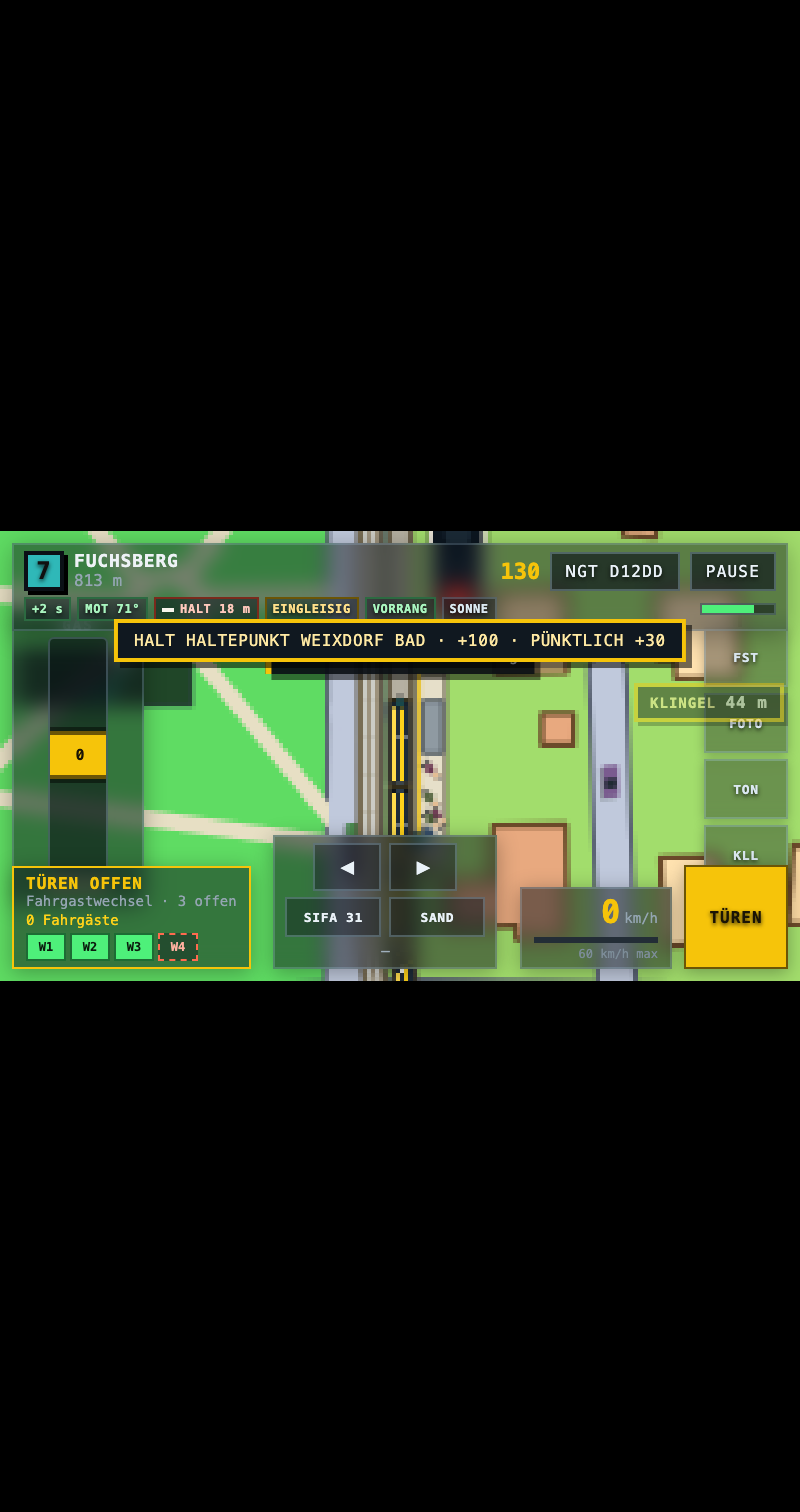 7
FUCHSBERG
813 m
130
NGT D12DD
PAUSE
+2 s
MOT 71°
HALT 18 m
EINGLEISIG
VORRANG
SONNE
HALT HALTEPUNKT WEIXDORF BAD · +100 · PÜNKTLICH +30
FST
KLINGEL 44 m
FOTO
0
TON
KLL
◀
▶
TÜREN OFFEN
Fahrgastwechsel · 3 offen
0 Fahrgäste
W1
W2
W3
W4
SIFA 31
SAND
—
0 km/h
60 km/h max
TÜREN